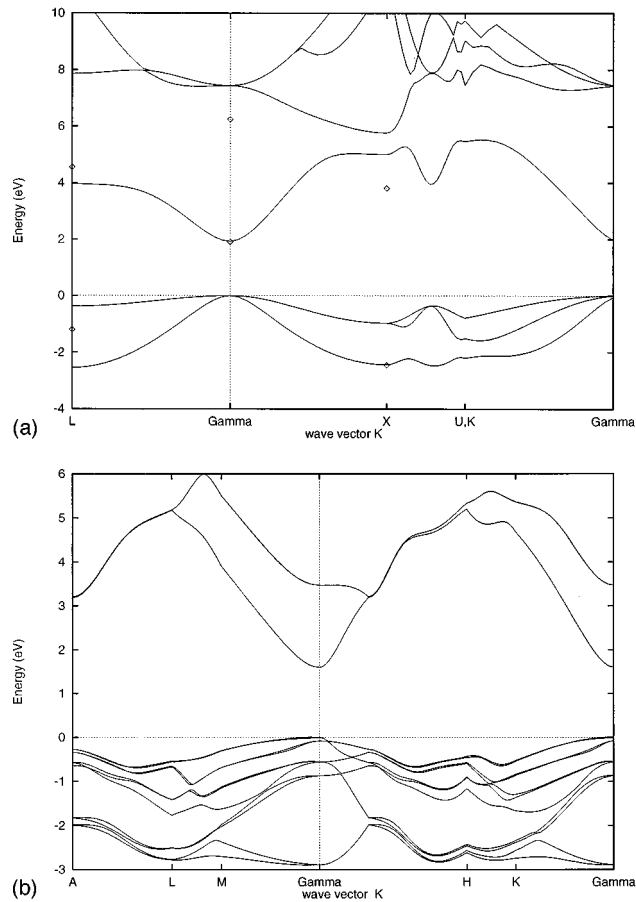 10
8
6
4
2
0
-2
-4
Energy (eV)
L Gamma X U,K Gamma
wave vector K
(a)
6
5
4
3
2
1
0
-1
-2
-3
Energy (eV)
A L M Gamma H K Gamma
wave vector K
(b)